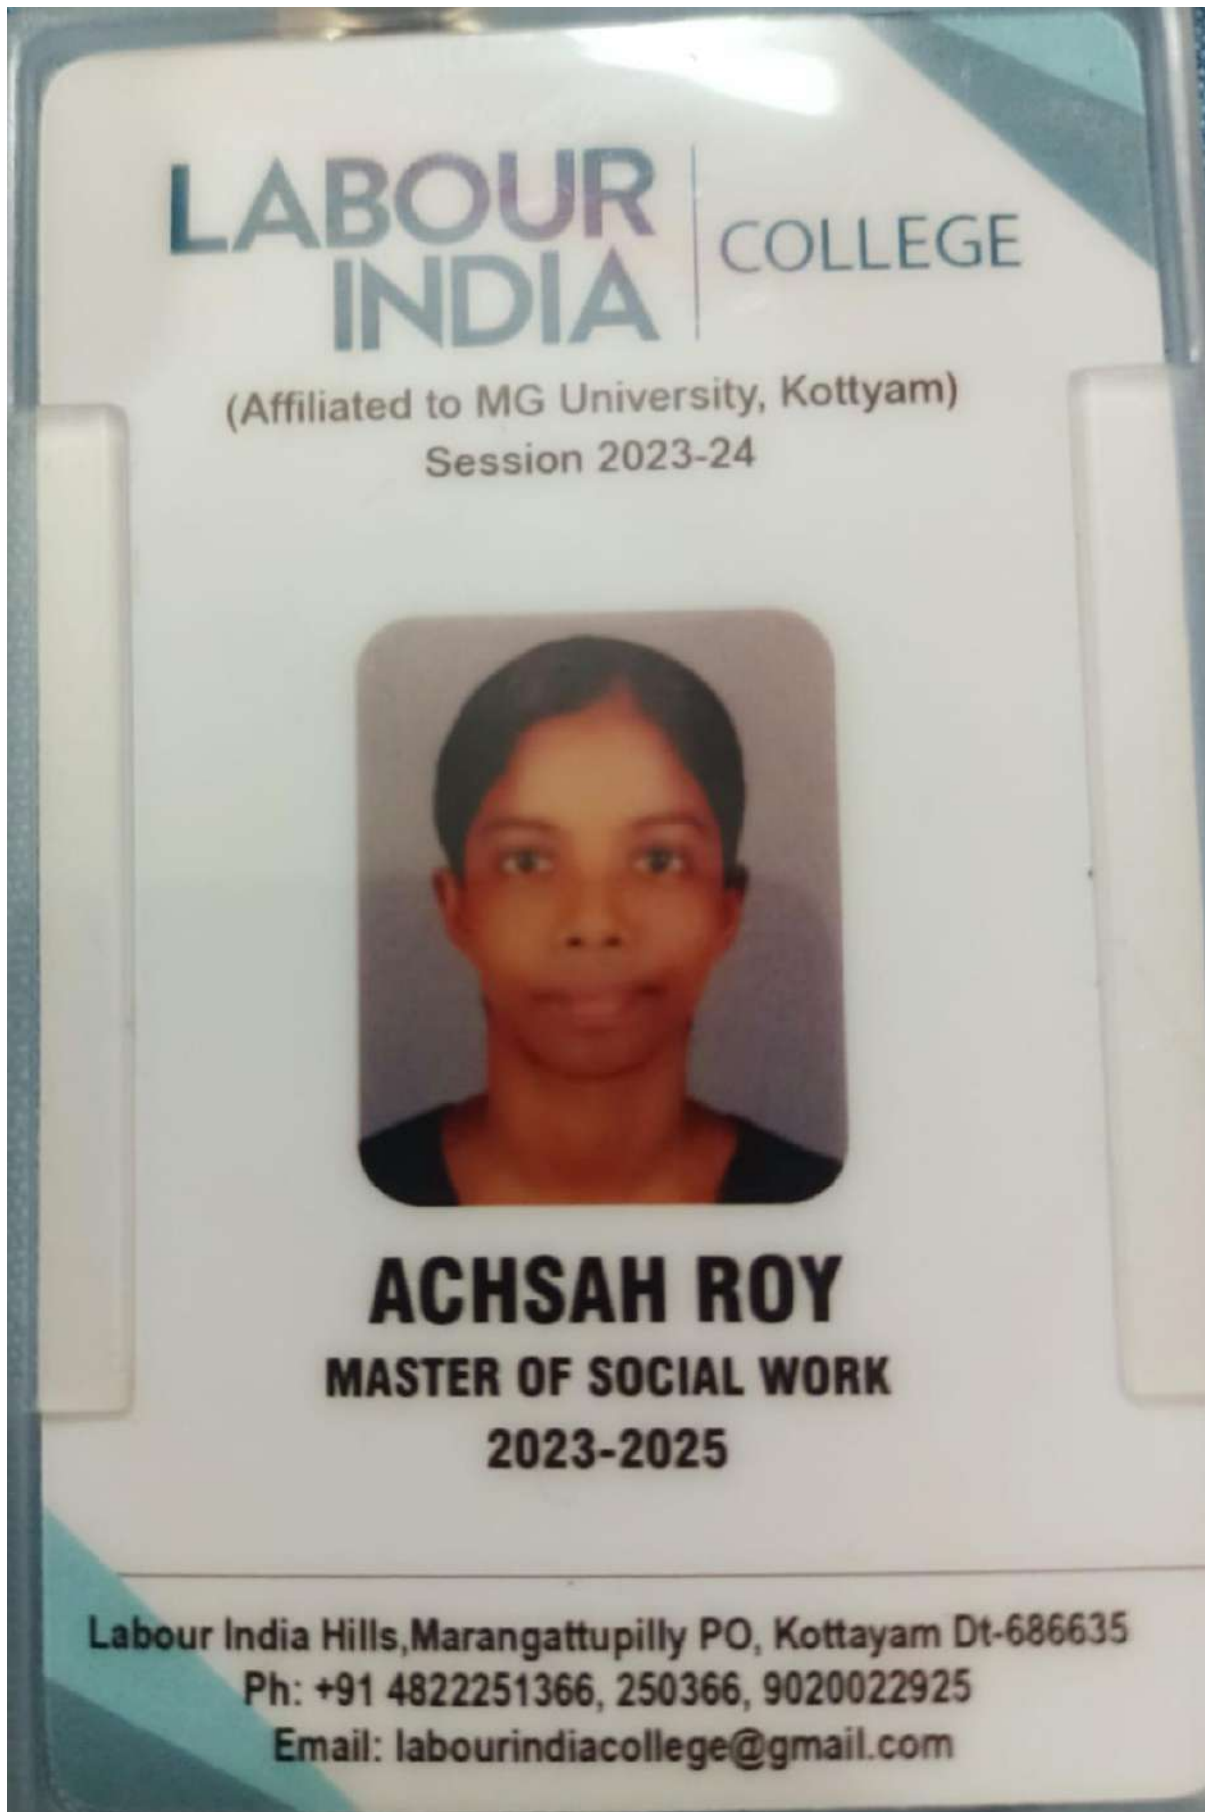 LABOUR
INDIA
COLLEGE
(Affiliated to MG University, Kottyam)
Session 2023-24
ACHSAH ROY
MASTER OF SOCIAL WORK
2023-2025
Labour India Hills,Marangattupilly PO, Kottayam Dt-686635
Ph: +91 4822251366, 250366, 9020022925
Email: labourindiacollege@gmail.com